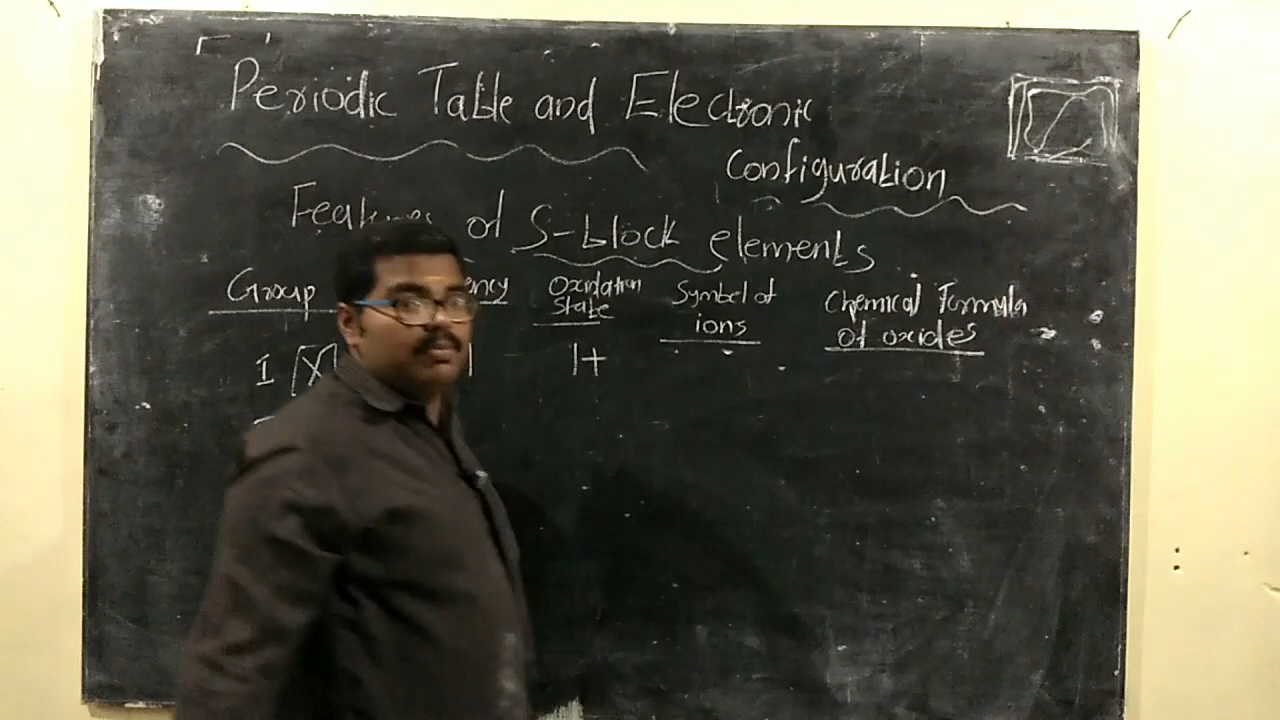 Periodic Table and Electronic
Configuration
of S-block elements
Group Oxidation State Symbol of ions Chemical Formula of oxides
I [X 1 1+